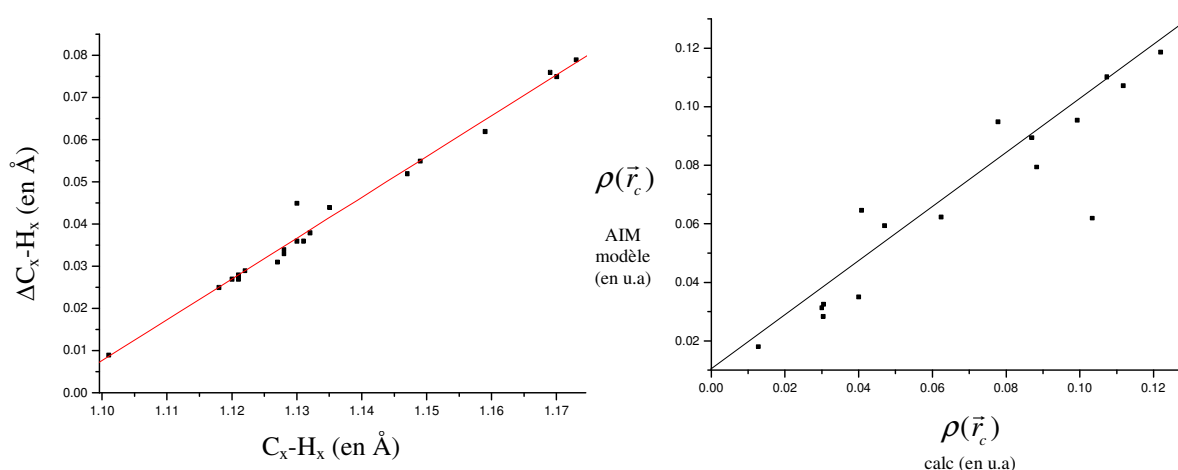 0.08
0.07
0.06
0.05
0.04
0.03
0.02
0.01
0.00
ΔCₓ-Hₓ (en Å)
1.10 1.11 1.12 1.13 1.14 1.15 1.16 1.17
Cₓ-Hₓ (en Å)
0.12
0.10
0.08
0.06
0.04
0.02
ρ(r⃗_c)
AIM
modèle
(en u.a)
0.00 0.02 0.04 0.06 0.08 0.10 0.12
ρ(r⃗_c)
calc (en u.a)